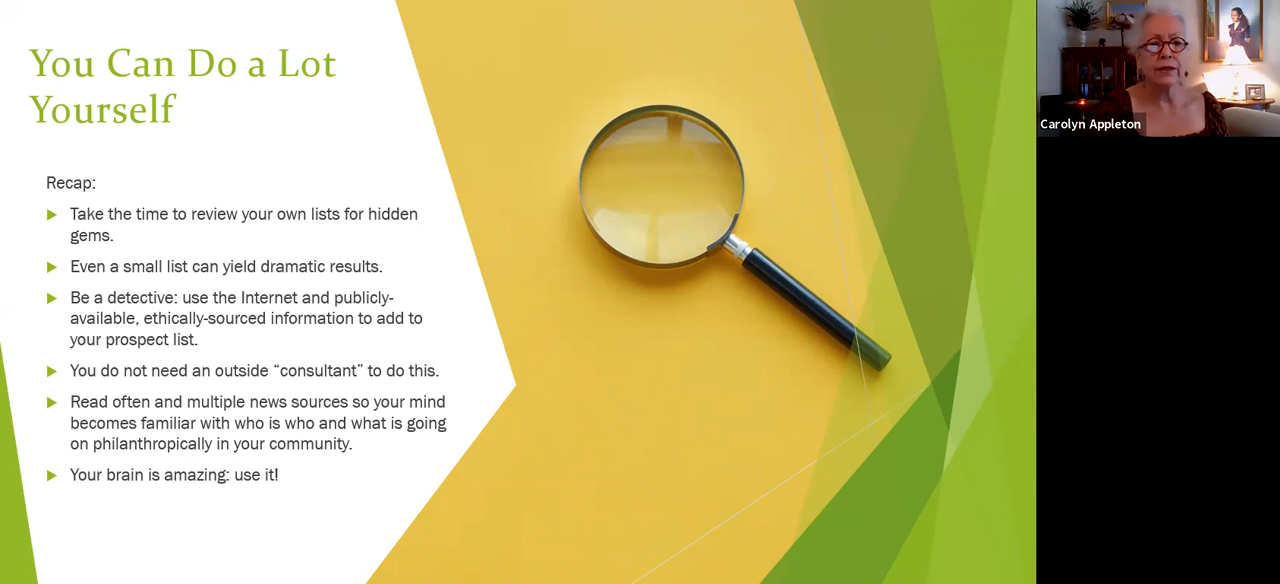 You Can Do a Lot
Yourself
Recap:
Take the time to review your own lists for hidden
gems.
Even a small list can yield dramatic results.
Be a detective: use the Internet and publicly-
available, ethically-sourced information to add to
your prospect list.
You do not need an outside “consultant” to do this.
Read often and multiple news sources so your mind
becomes familiar with who is who and what is going
on philanthropically in your community.
Your brain is amazing: use it!
Carolyn Appleton